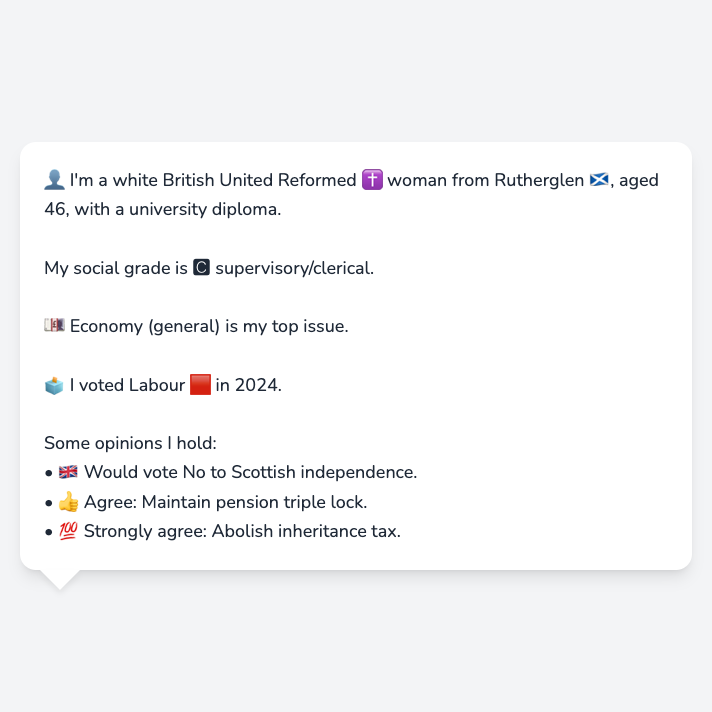 👤 I'm a white British United Reformed ✝️ woman from Rutherglen 🏴󠁧󠁢󠁳󠁣󠁴󠁿, aged
46, with a university diploma.
My social grade is 🅲 supervisory/clerical.
💷 Economy (general) is my top issue.
🗳️ I voted Labour 🟥 in 2024.
Some opinions I hold:
• 🇬🇧 Would vote No to Scottish independence.
• 👍 Agree: Maintain pension triple lock.
• 💯 Strongly agree: Abolish inheritance tax.